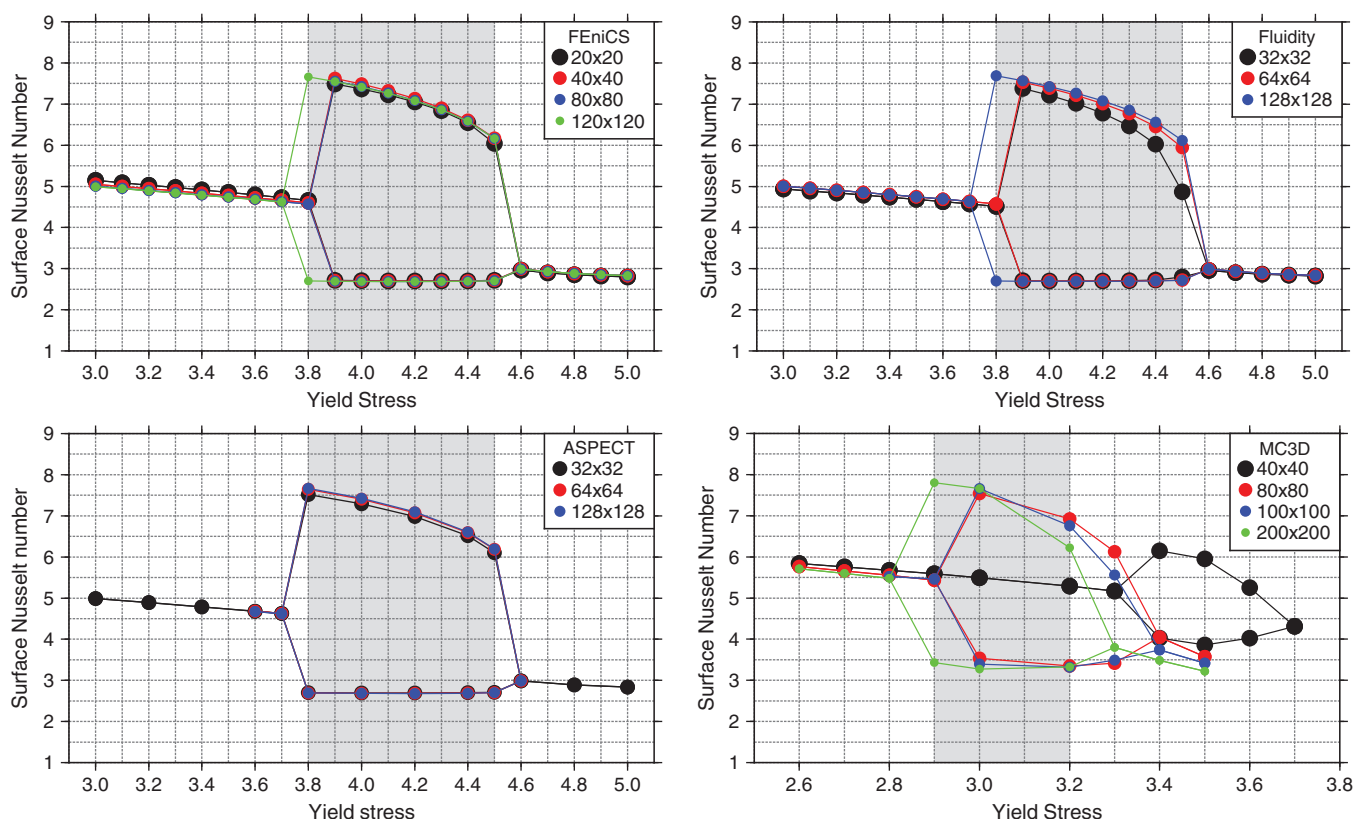 FEniCS
20x20
40x40
80x80
120x120
Surface Nusselt Number
9
8
7
6
5
4
3
2
1
3.0 3.2 3.4 3.6 3.8 4.0 4.2 4.4 4.6 4.8 5.0
Yield Stress
Fluidity
32x32
64x64
128x128
Surface Nusselt Number
9
8
7
6
5
4
3
2
1
3.0 3.2 3.4 3.6 3.8 4.0 4.2 4.4 4.6 4.8 5.0
Yield Stress
ASPECT
32x32
64x64
128x128
Surface Nusselt number
9
8
7
6
5
4
3
2
1
3.0 3.2 3.4 3.6 3.8 4.0 4.2 4.4 4.6 4.8 5.0
Yield stress
MC3D
40x40
80x80
100x100
200x200
Surface Nusselt Number
9
8
7
6
5
4
3
2
1
2.6 2.8 3.0 3.2 3.4 3.6 3.8
Yield Stress